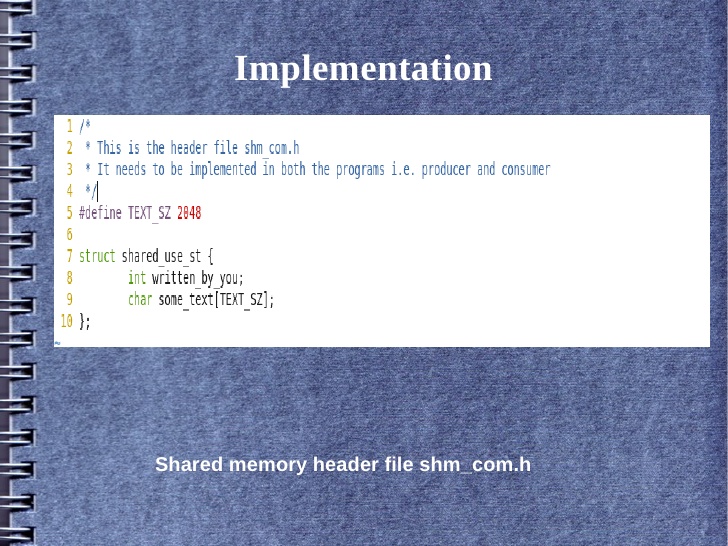 Implementation
1 /*
2  * This is the header file shm_com.h
3  * It needs to be implemented in both the programs i.e. producer and consumer
4  */
5 #define TEXT_SZ 2048
6
7 struct shared_use_st {
8         int written_by_you;
9         char some_text[TEXT_SZ];
10 };
~
Shared memory header file shm_com.h